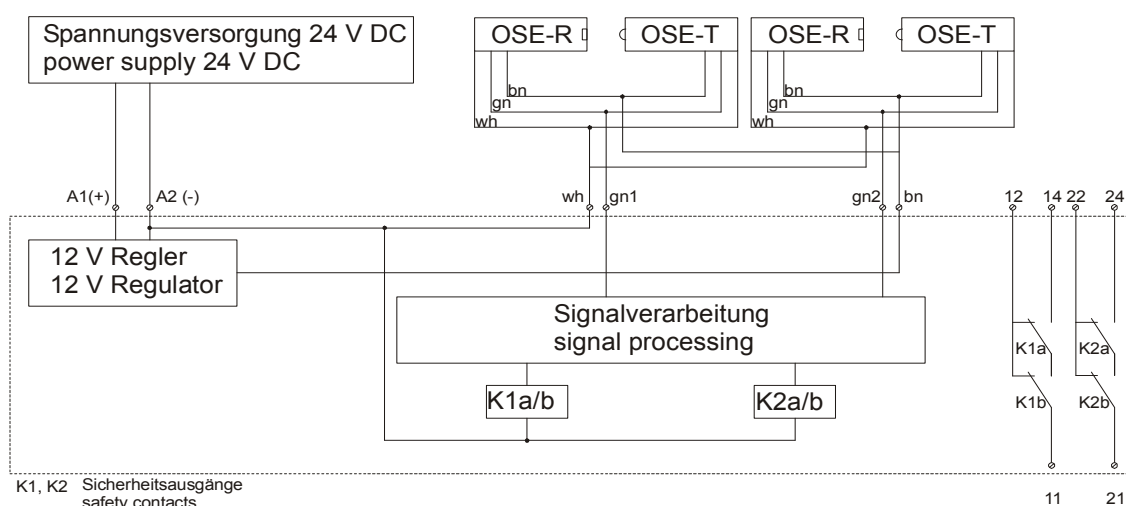 Spannungsversorgung 24 V DC
power supply 24 V DC
OSE-R
OSE-T
OSE-R
OSE-T
bn
gn
wh
bn
gn
wh
A1(+)
A2 (-)
wh
gn1
gn2
bn
12
14
22
24
12 V Regler
12 V Regulator
Signalverarbeitung
signal processing
K1a
K2a
K1a/b
K2a/b
K1b
K2b
K1, K2 Sicherheitsausgänge
safety contacts
11
21